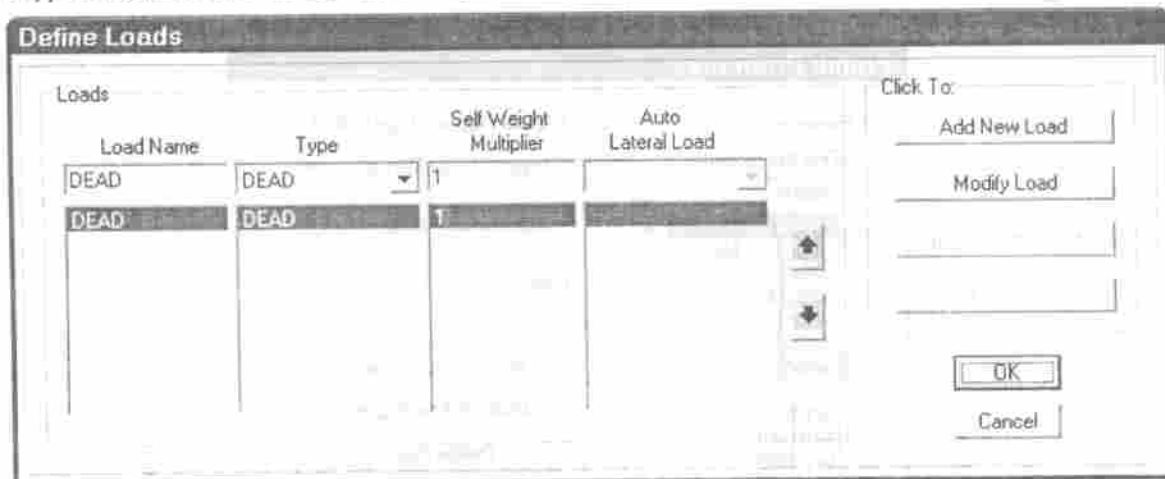 Define Loads
Loads
Click To:
Load Name Type Self Weight Multiplier Auto Lateral Load
Add New Load
DEAD DEAD 1
Modify Load
DEAD DEAD 1
OK
Cancel